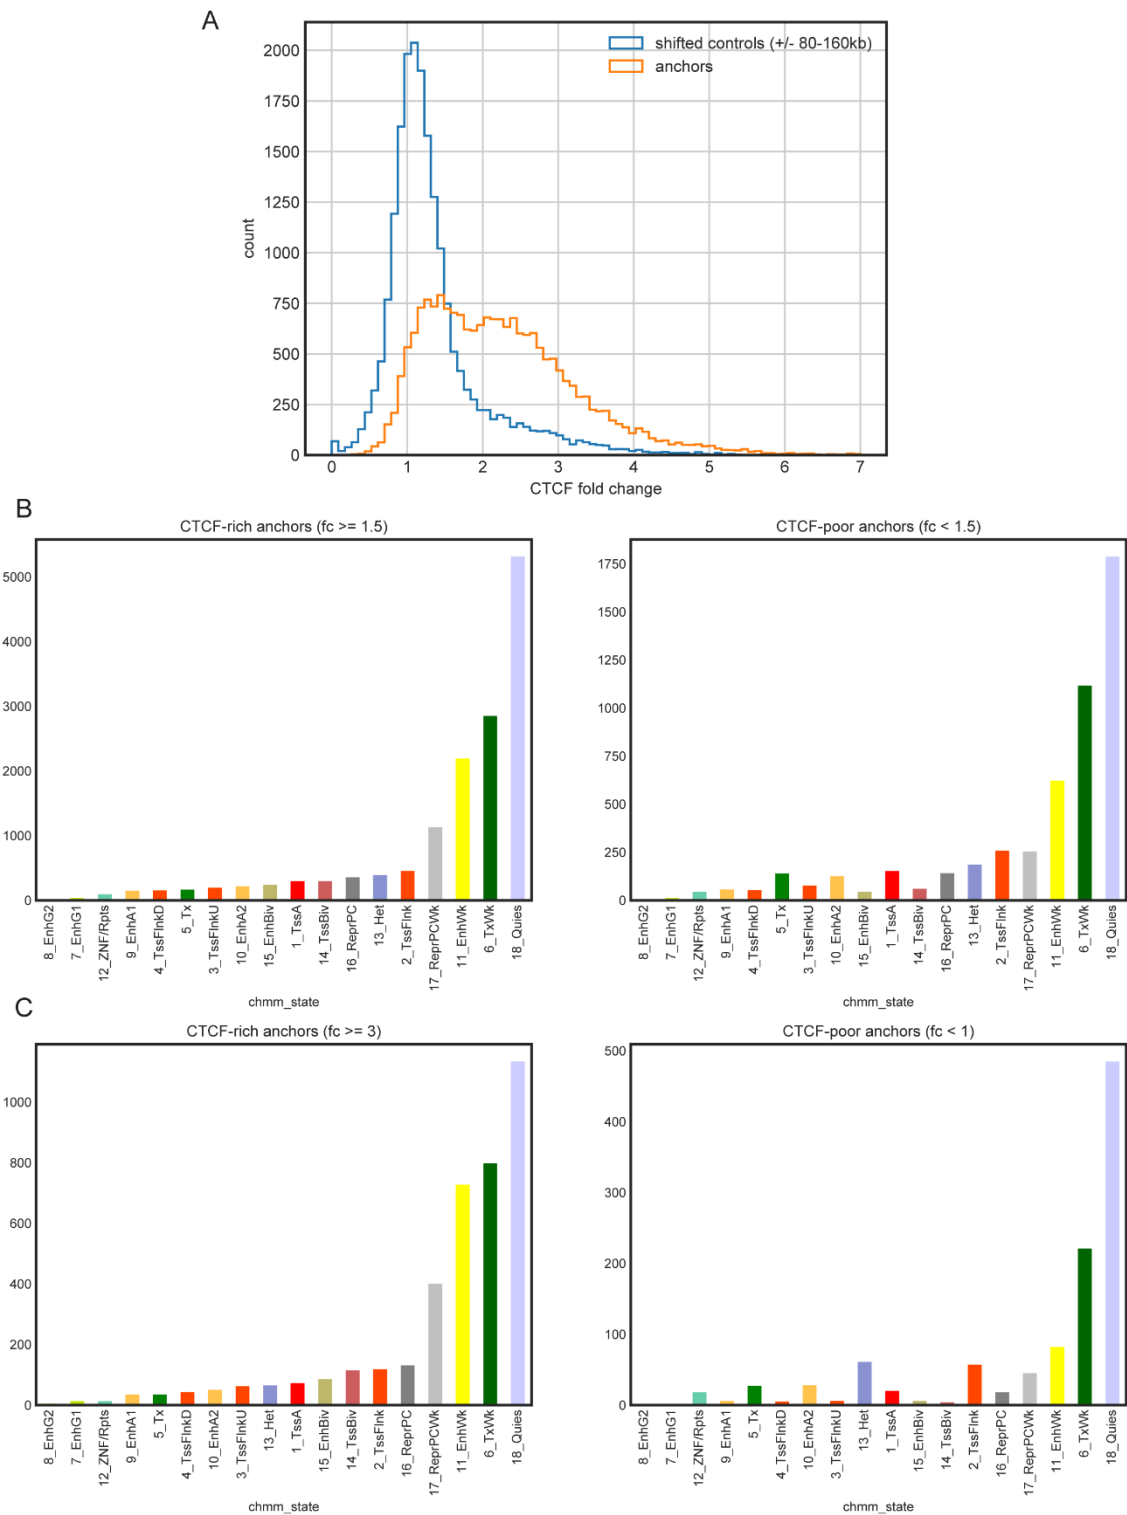 A
shifted controls (+/- 80-160kb)
anchors
count
2000
1750
1500
1250
1000
750
500
250
0
0 1 2 3 4 5 6 7
CTCF fold change
B
CTCF-rich anchors (fc >= 1.5)
5000
4000
3000
2000
1000
0
8_EnhG2
7_EnhG1
12_ZNF/Rpts
9_EnhA1
4_TssFlnkD
5_Tx
3_TssFlnkU
10_EnhA2
15_EnhBiv
1_TssA
14_TssBiv
16_ReprPC
13_Het
2_TssFlnk
17_ReprPCWk
11_EnhWk
6_TxWk
18_Quies
chmm_state
CTCF-poor anchors (fc < 1.5)
1750
1500
1250
1000
750
500
250
0
8_EnhG2
7_EnhG1
12_ZNF/Rpts
9_EnhA1
4_TssFlnkD
5_Tx
3_TssFlnkU
10_EnhA2
15_EnhBiv
1_TssA
14_TssBiv
16_ReprPC
13_Het
2_TssFlnk
17_ReprPCWk
11_EnhWk
6_TxWk
18_Quies
chmm_state
C
CTCF-rich anchors (fc >= 3)
1000
800
600
400
200
0
8_EnhG2
7_EnhG1
12_ZNF/Rpts
9_EnhA1
5_Tx
4_TssFlnkD
10_EnhA2
3_TssFlnkU
13_Het
1_TssA
15_EnhBiv
14_TssBiv
2_TssFlnk
16_ReprPC
17_ReprPCWk
11_EnhWk
6_TxWk
18_Quies
chmm_state
CTCF-poor anchors (fc < 1)
500
400
300
200
100
0
8_EnhG2
7_EnhG1
12_ZNF/Rpts
9_EnhA1
5_Tx
4_TssFlnkD
10_EnhA2
3_TssFlnkU
13_Het
1_TssA
15_EnhBiv
14_TssBiv
2_TssFlnk
16_ReprPC
17_ReprPCWk
11_EnhWk
6_TxWk
18_Quies
chmm_state